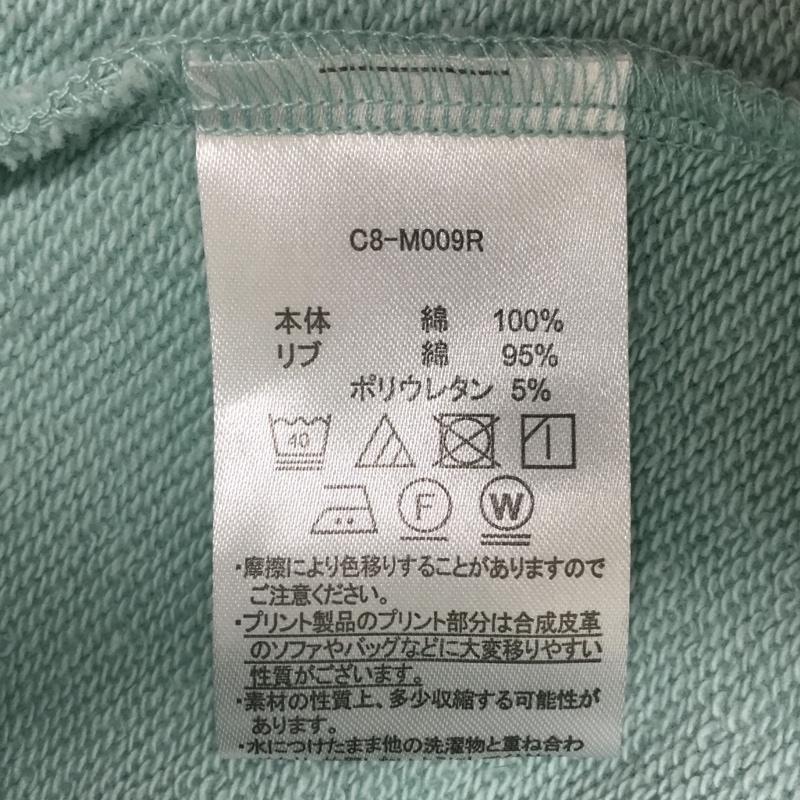 C8-M009R
本体 綿 100%
リブ 綿 95%
ポリウレタン 5%
40
F W
・摩擦により色移りすることがありますので
ご注意ください。
・プリント製品のプリント部分は合成皮革
のソファやバッグなどに大変移りやすい
性質がございます。
・素材の性質上、多少収縮する可能性が
あります。
・水につけたまま他の洗濯物と重ね合わ